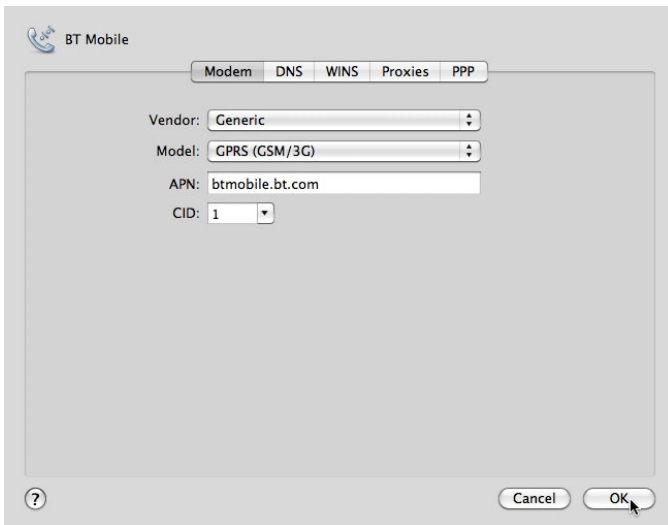 BT Mobile
Modem DNS WINS Proxies PPP
Vendor: Generic
Model: GPRS (GSM/3G)
APN: btmobile.bt.com
CID: 1
? Cancel OK